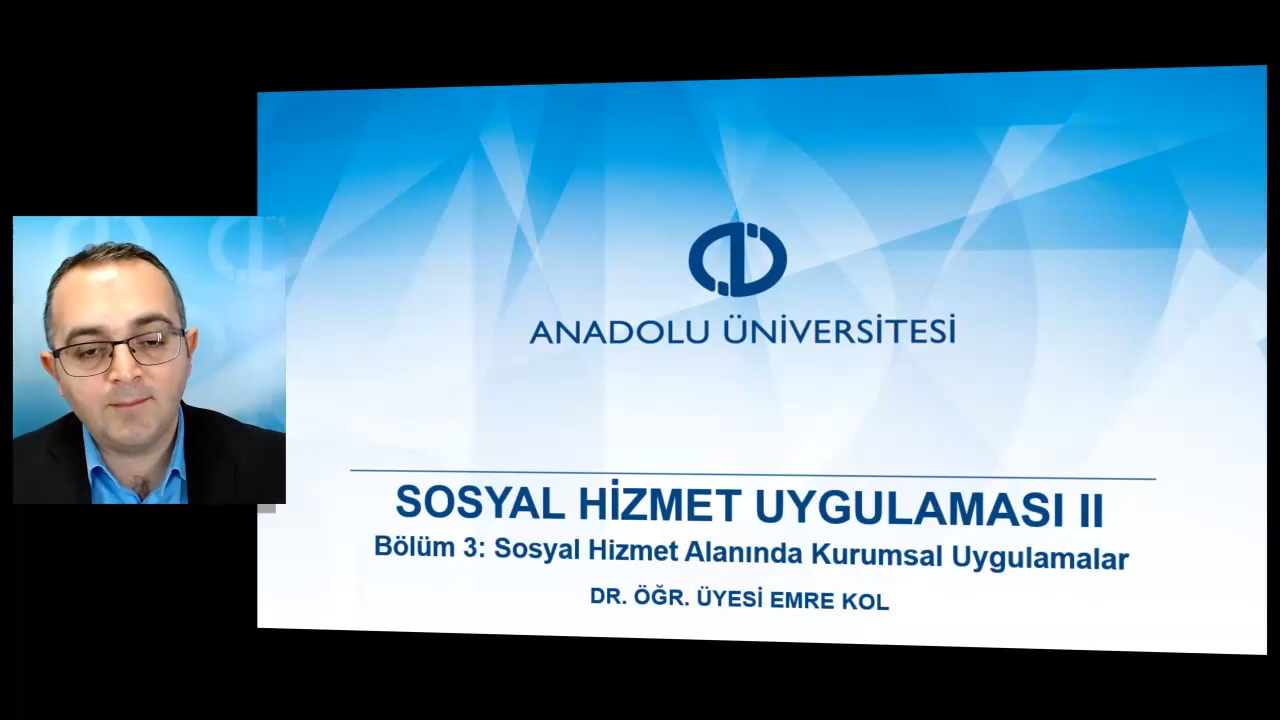 ANADOLU ÜNİVERSİTESİ
SOSYAL HİZMET UYGULAMASI II
Bölüm 3: Sosyal Hizmet Alanında Kurumsal Uygulamalar
DR. ÖĞR. ÜYESİ EMRE KOL